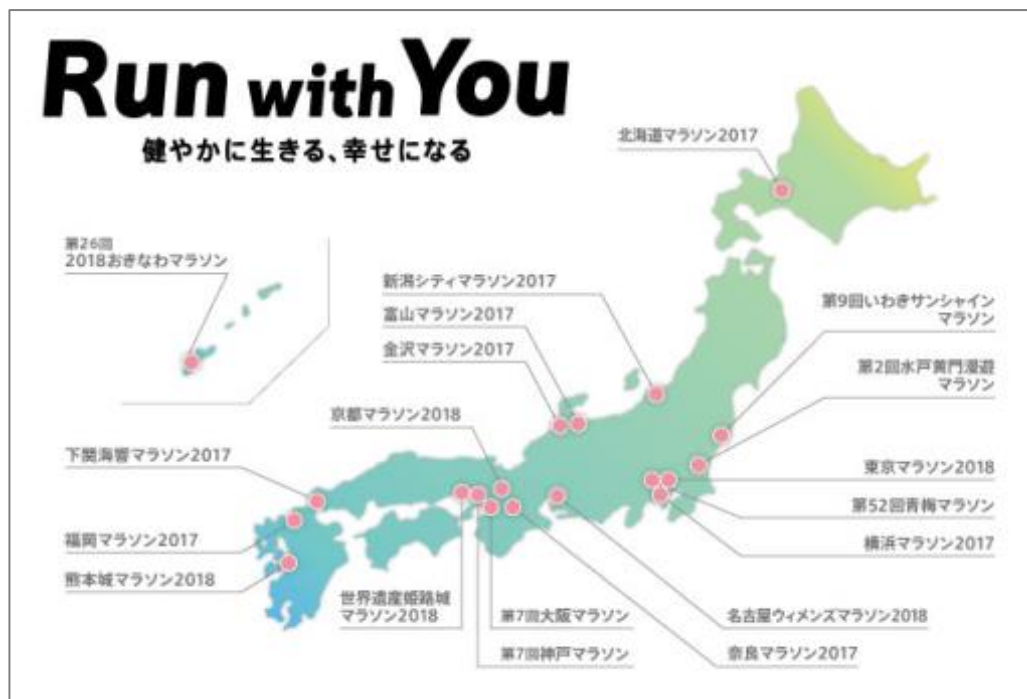 Run with You
健やかに生きる、幸せになる
北海道マラソン2017
第26回
2018おきなわマラソン
新潟シティマラソン2017
富山マラソン2017
金沢マラソン2017
第9回いわきサンシャイン
マラソン
第2回水戸黄門漫遊
マラソン
京都マラソン2018
下関海響マラソン2017
東京マラソン2018
第52回青梅マラソン
福岡マラソン2017
横浜マラソン2017
熊本城マラソン2018
世界遺産姫路城
マラソン2018
第7回大阪マラソン
名古屋ウィメンズマラソン2018
第7回神戸マラソン
奈良マラソン2017